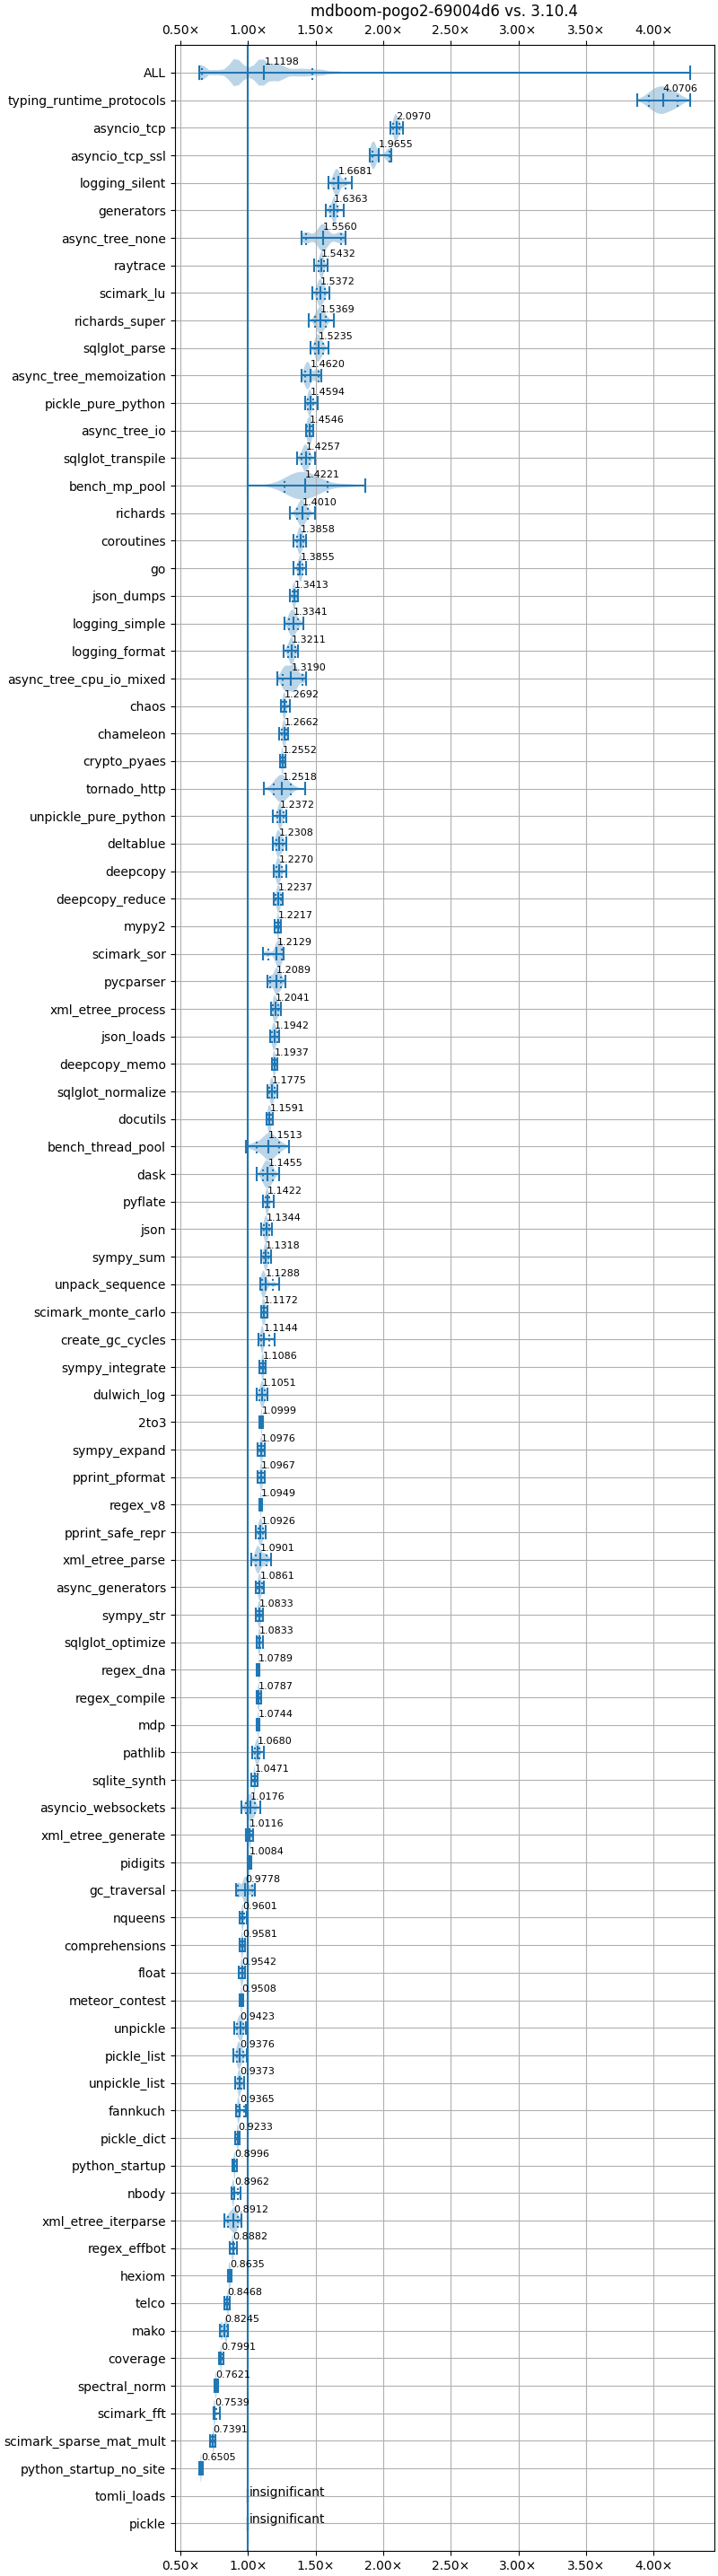 mdboom-pogo2-69004d6 vs. 3.10.4
0.50× 1.00× 1.50× 2.00× 2.50× 3.00× 3.50× 4.00×
ALL 1.1198
typing_runtime_protocols 4.0706
asyncio_tcp 2.0970
asyncio_tcp_ssl 1.9655
logging_silent 1.6681
generators 1.6363
async_tree_none 1.5560
raytrace 1.5432
scimark_lu 1.5372
richards_super 1.5369
sqlglot_parse 1.5235
async_tree_memoization 1.4620
pickle_pure_python 1.4594
async_tree_io 1.4546
sqlglot_transpile 1.4257
bench_mp_pool 1.4221
richards 1.4010
coroutines 1.3858
go 1.3855
json_dumps 1.3413
logging_simple 1.3341
logging_format 1.3211
async_tree_cpu_io_mixed 1.3190
chaos 1.2692
chameleon 1.2662
crypto_pyaes 1.2552
tornado_http 1.2518
unpickle_pure_python 1.2372
deltablue 1.2308
deepcopy 1.2270
deepcopy_reduce 1.2237
mypy2 1.2217
scimark_sor 1.2129
pycparser 1.2089
xml_etree_process 1.2041
json_loads 1.1942
deepcopy_memo 1.1937
sqlglot_normalize 1.1775
docutils 1.1591
bench_thread_pool 1.1513
dask 1.1455
pyflate 1.1422
json 1.1344
sympy_sum 1.1318
unpack_sequence 1.1288
scimark_monte_carlo 1.1172
create_gc_cycles 1.1144
sympy_integrate 1.1086
dulwich_log 1.1051
2to3 1.0999
sympy_expand 1.0976
pprint_pformat 1.0967
regex_v8 1.0949
pprint_safe_repr 1.0926
xml_etree_parse 1.0901
async_generators 1.0861
sympy_str 1.0833
sqlglot_optimize 1.0833
regex_dna 1.0789
regex_compile 1.0787
mdp 1.0744
pathlib 1.0680
sqlite_synth 1.0471
asyncio_websockets 1.0176
xml_etree_generate 1.0116
pidigits 1.0084
gc_traversal 0.9778
nqueens 0.9601
comprehensions 0.9581
float 0.9542
meteor_contest 0.9508
unpickle 0.9423
pickle_list 0.9376
unpickle_list 0.9373
fannkuch 0.9365
pickle_dict 0.9233
python_startup 0.8996
nbody 0.8962
xml_etree_iterparse 0.8912
regex_effbot 0.8882
hexiom 0.8635
telco 0.8468
mako 0.8245
coverage 0.7991
spectral_norm 0.7621
scimark_fft 0.7539
scimark_sparse_mat_mult 0.7391
python_startup_no_site 0.6505
tomli_loads insignificant
pickle insignificant
0.50× 1.00× 1.50× 2.00× 2.50× 3.00× 3.50× 4.00×